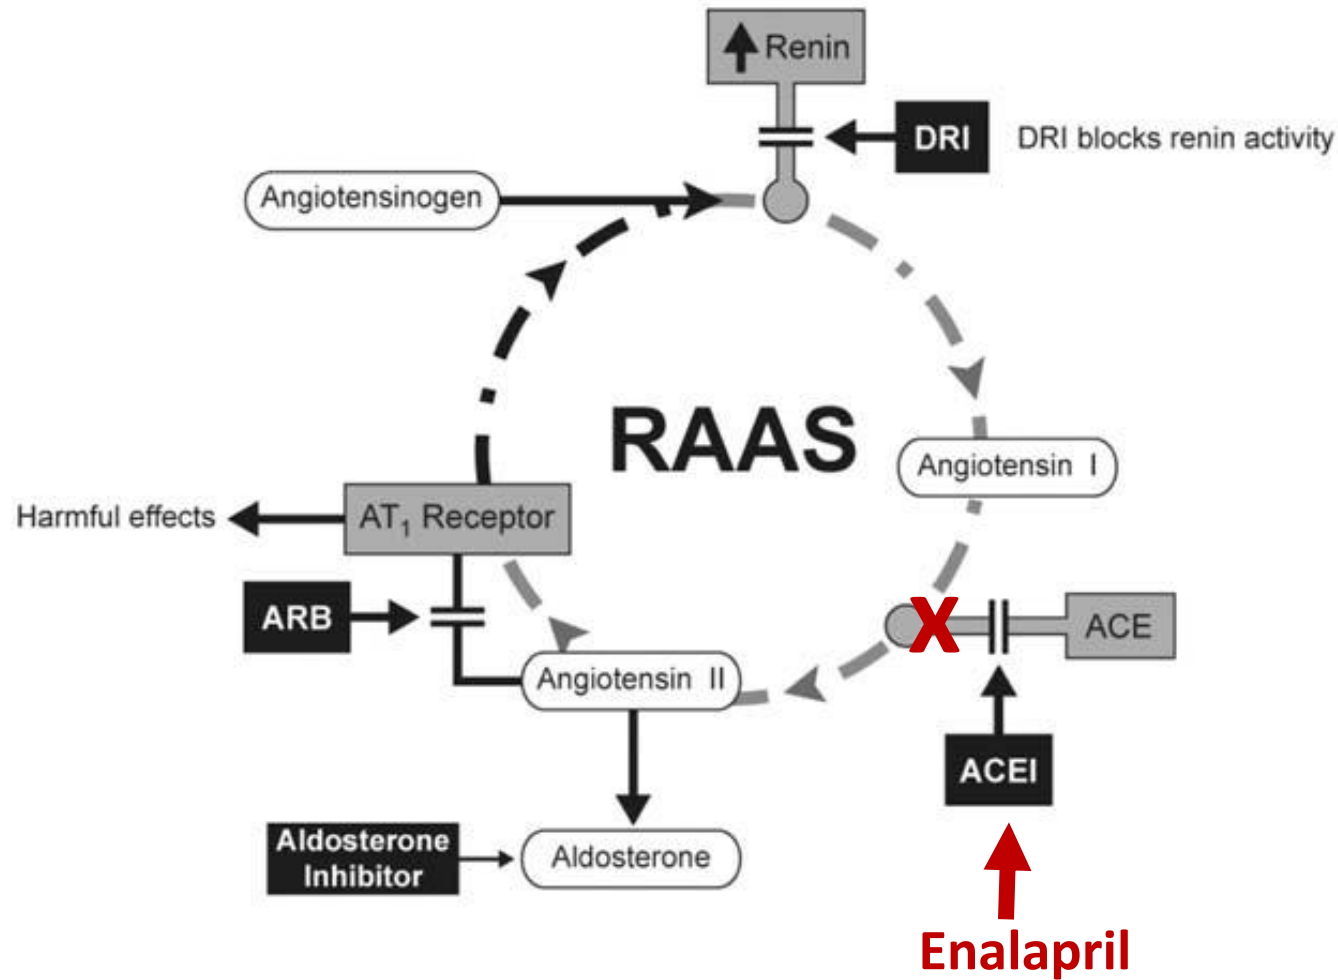 Renin
DRI
DRI blocks renin activity
Angiotensinogen
RAAS
Angiotensin I
AT₁ Receptor
Harmful effects
ARB
X
ACE
Angiotensin II
ACEI
Aldosterone
Inhibitor
Aldosterone
Enalapril